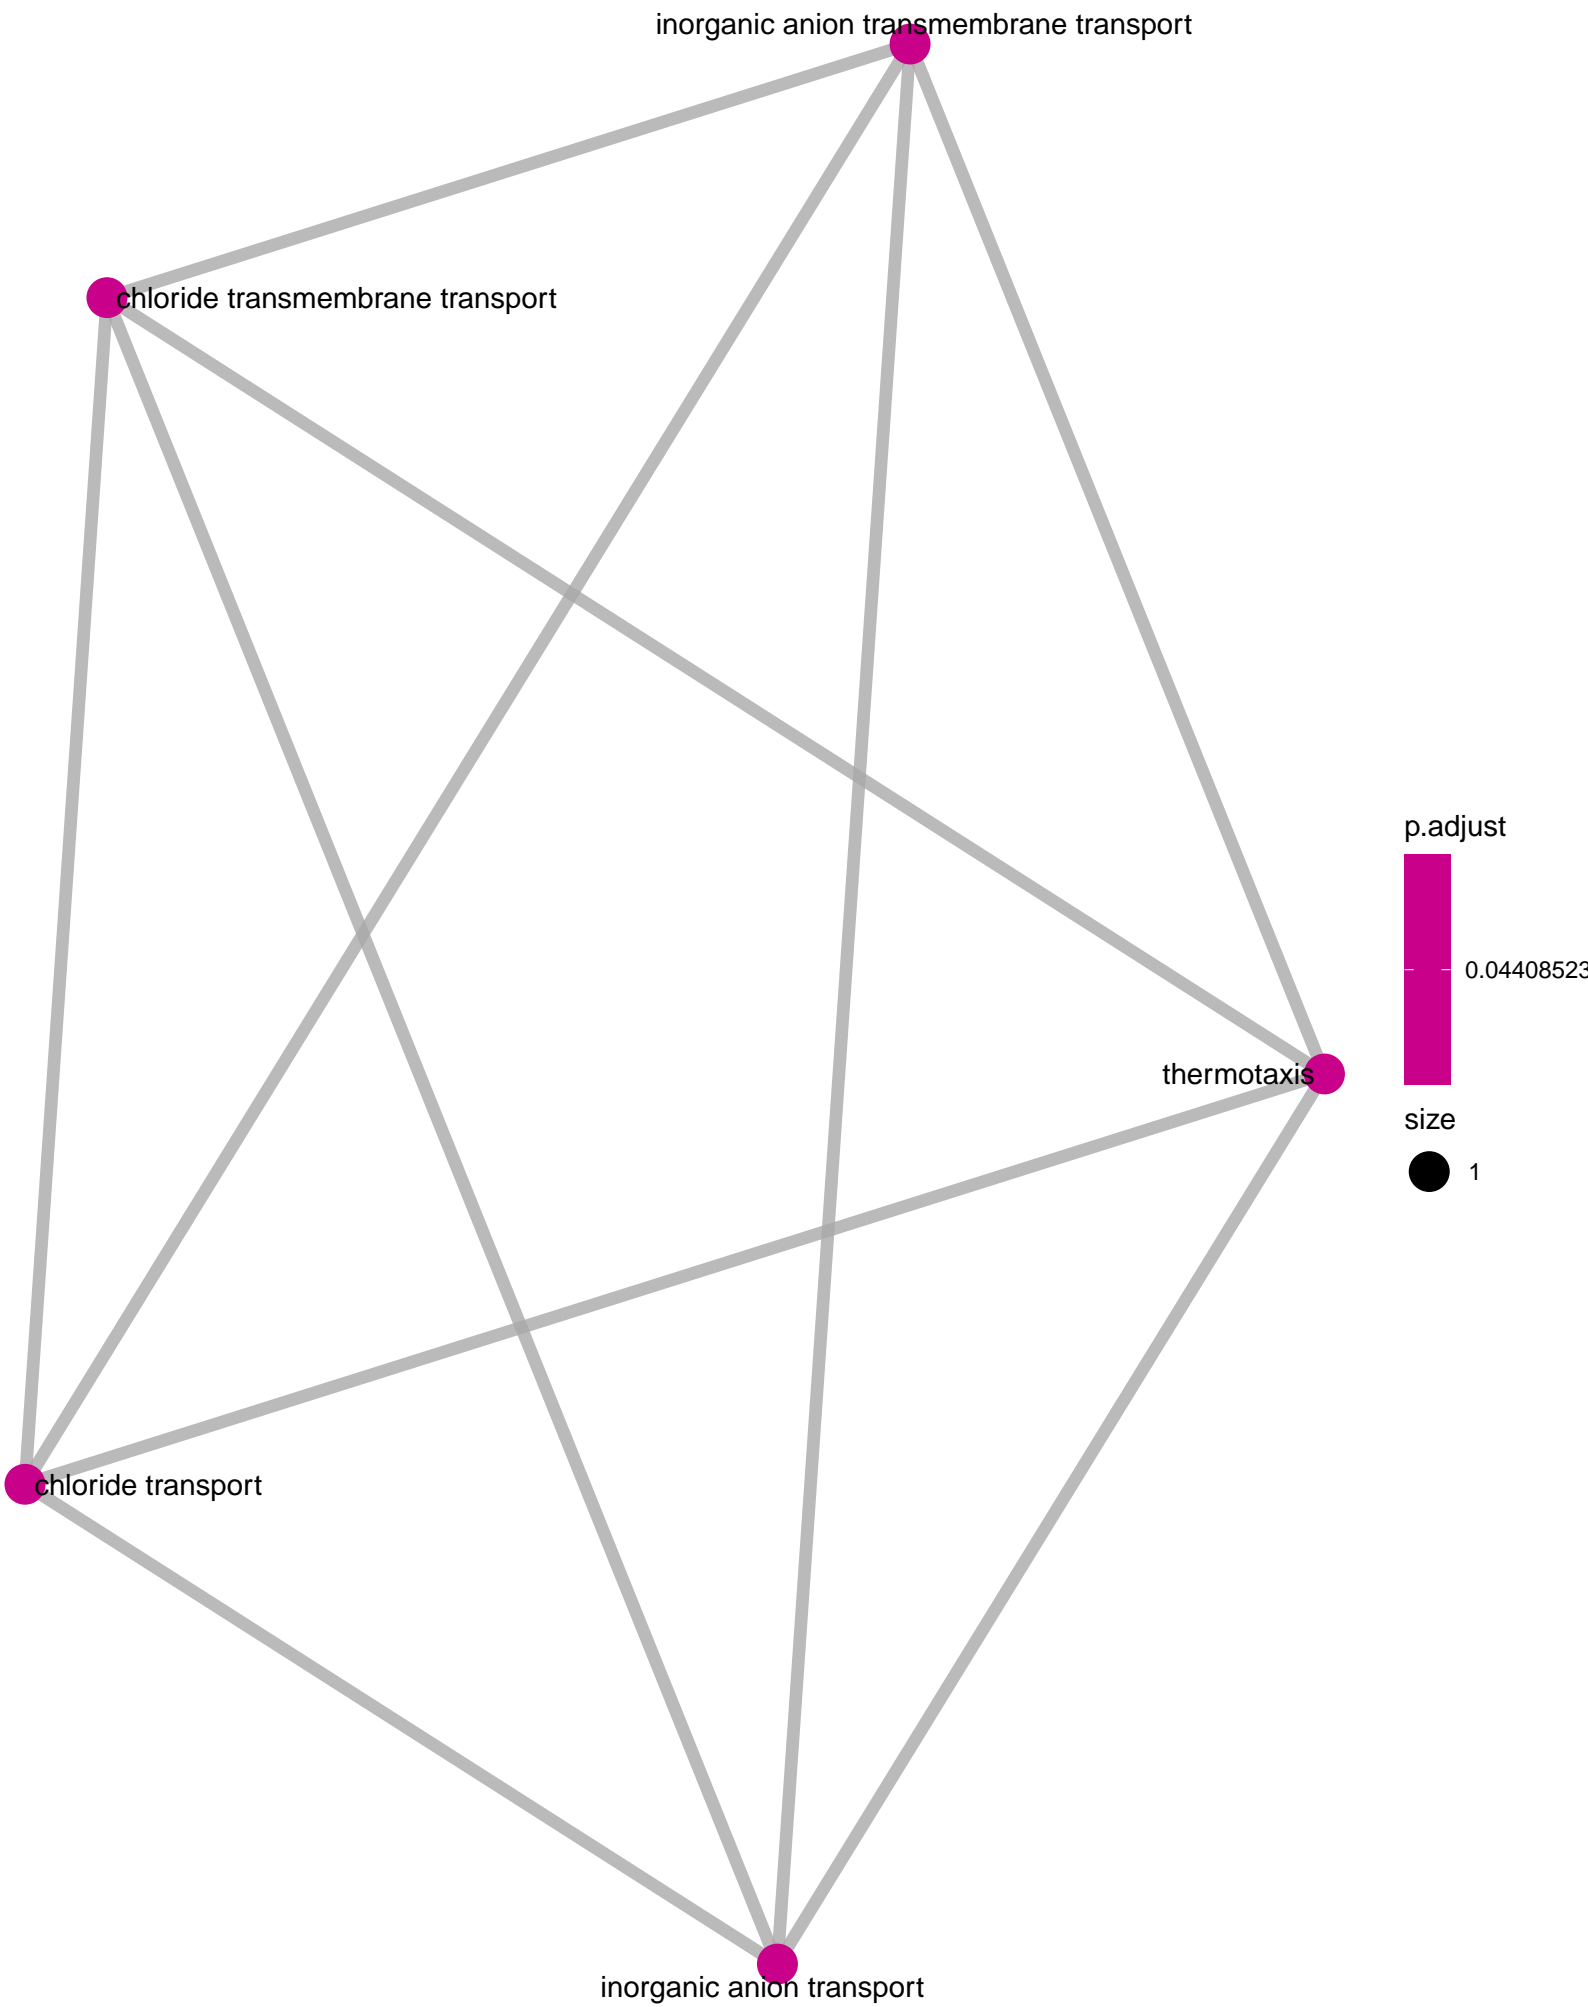 inorganic anion transmembrane transport
chloride transmembrane transport
p.adjust
0.04408523
thermotaxis
size
1
chloride transport
inorganic anion transport